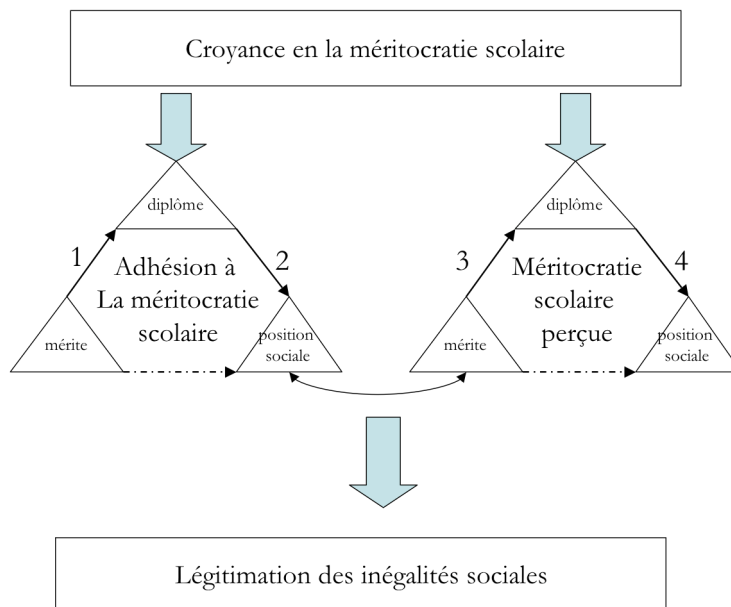 Croyance en la méritocratie scolaire
diplôme
1
2
Adhésion à
La méritocratie
scolaire
mérite
position
sociale
diplôme
3
4
Méritocratie
scolaire
perçue
mérite
position
sociale
Légitimation des inégalités sociales